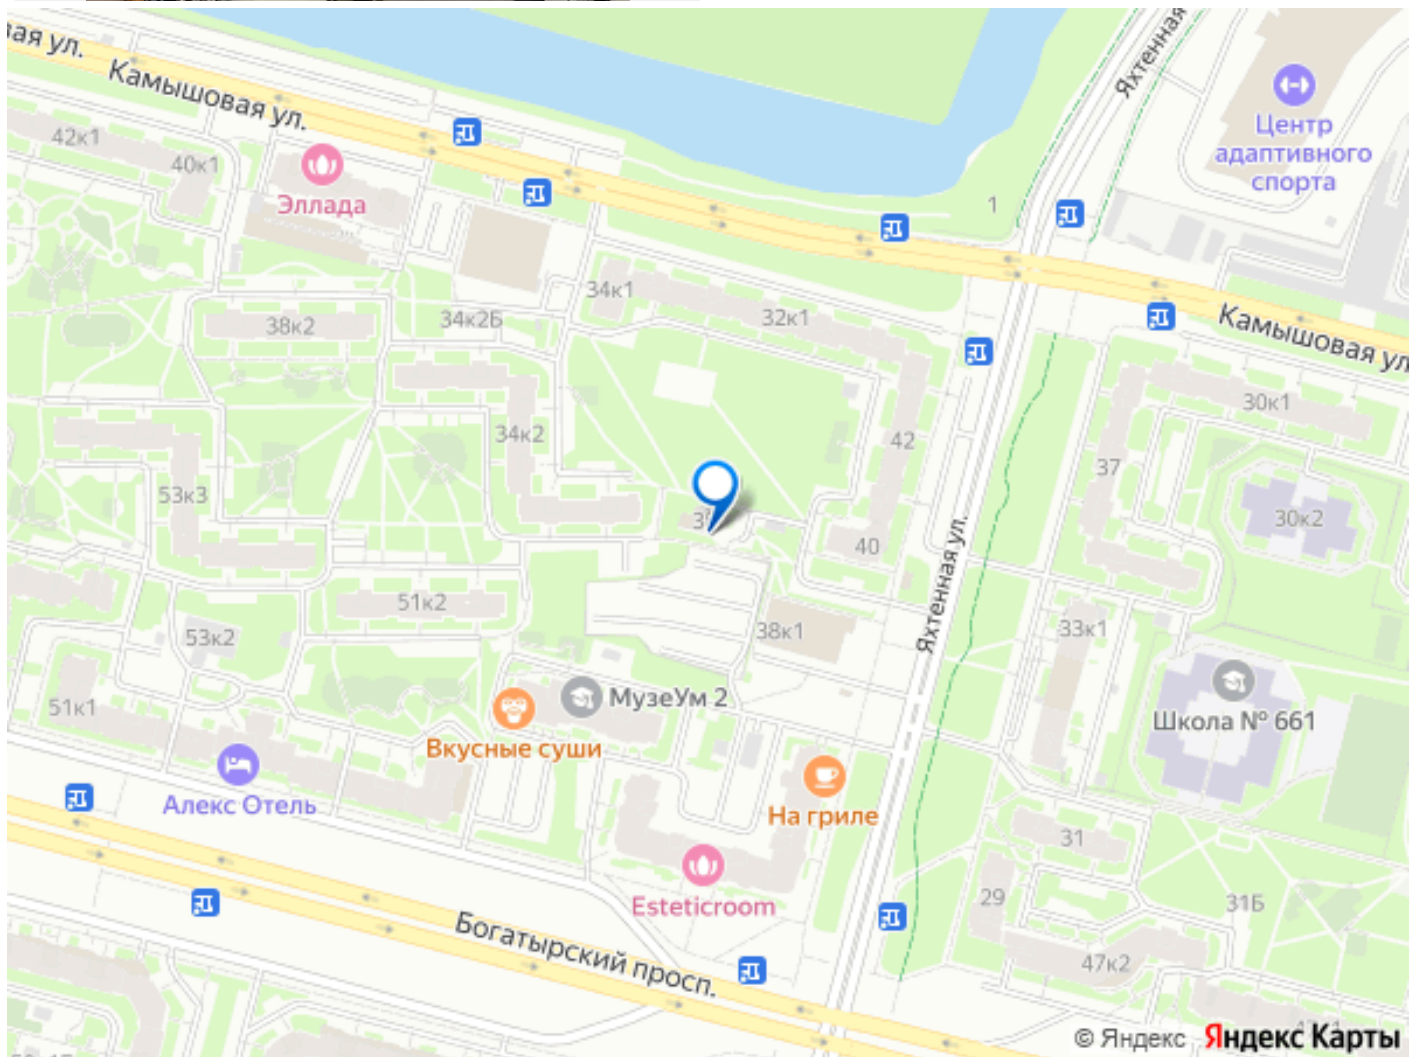 ая ул.
Камышовая ул.
Яхтенная
Центр
адаптивного
спорта
42к1
40к1
Эллада
1
34к1
38к2
34к2Б
32к1
Камышовая ул
30к1
34к2
42
37
53к3
30к2
40
Яхтенная ул.
51к2
53к2
38к1
33к1
МузеУм 2
51к1
Школа № 661
Вкусные суши
Алекс Отель
На гриле
31
29
31Б
Esteticroom
Богатырский просп.
47к2
© Яндекс Яндекс Карты